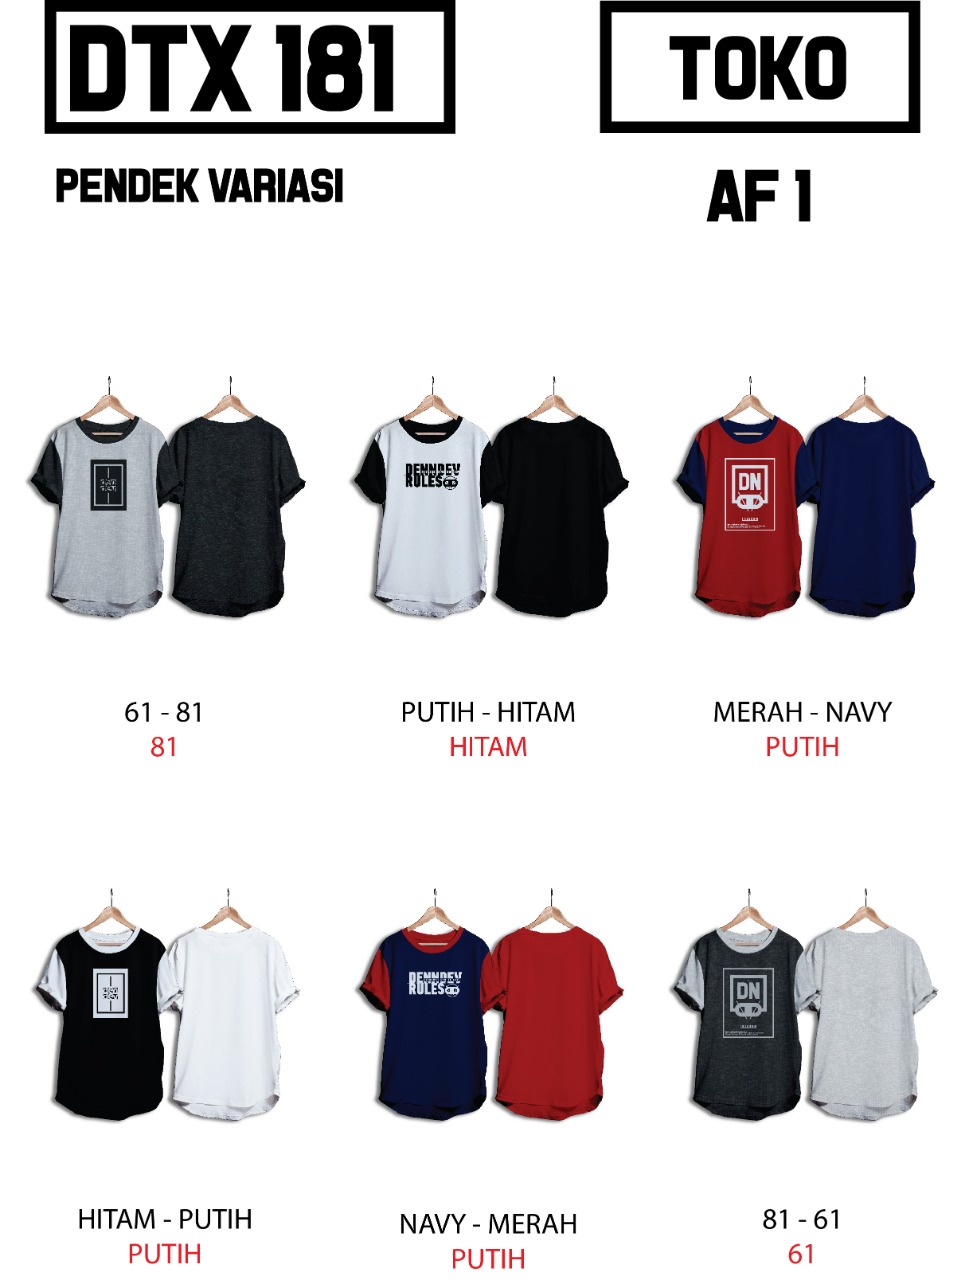 DTX 181
TOKO
PENDEK VARIASI
AF 1
DENNDEV
RULES
DN
61 - 81
81
PUTIH - HITAM
HITAM
MERAH - NAVY
PUTIH
DENNDEV
RULES
DN
HITAM - PUTIH
PUTIH
NAVY - MERAH
PUTIH
81 - 61
61